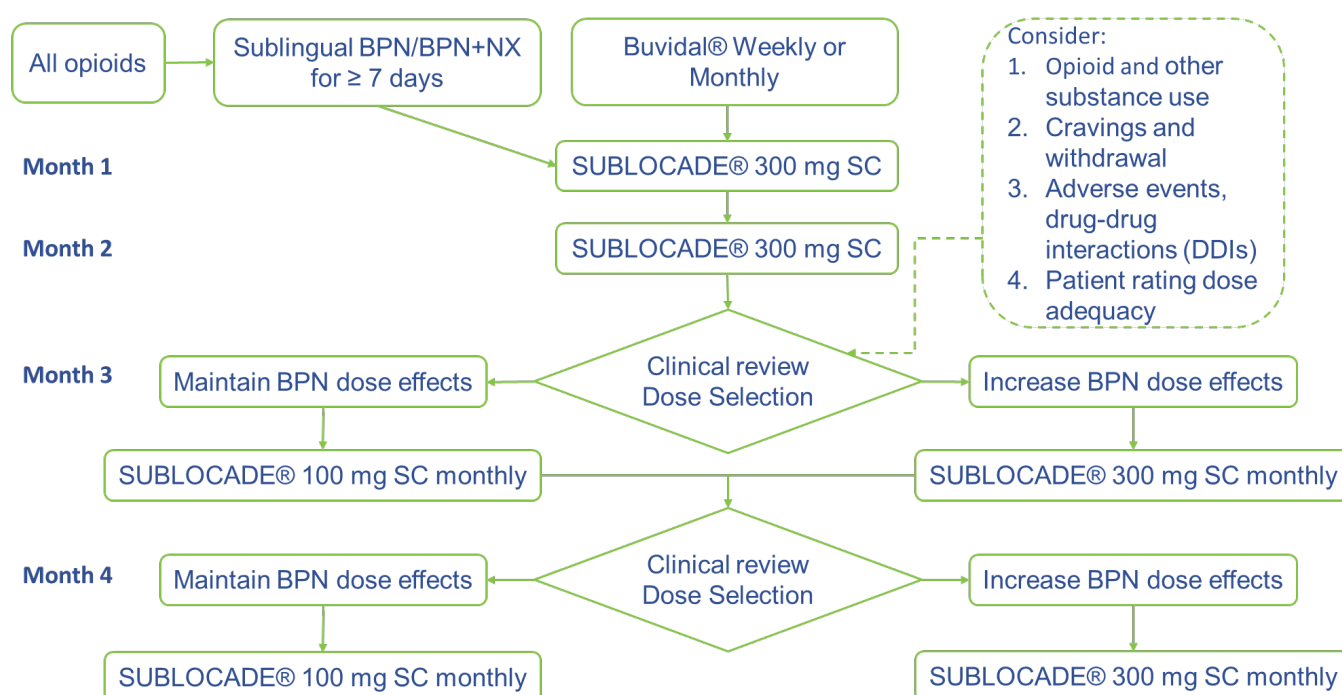 All opioids
Sublingual BPN/BPN+NX
for ≥ 7 days
Buvidal® Weekly or
Monthly
Consider:
1. Opioid and other
substance use
2. Cravings and
withdrawal
3. Adverse events,
drug-drug
interactions (DDIs)
4. Patient rating dose
adequacy
Month 1
SUBLOCADE® 300 mg SC
Month 2
SUBLOCADE® 300 mg SC
Month 3
Maintain BPN dose effects
Clinical review
Dose Selection
Increase BPN dose effects
SUBLOCADE® 100 mg SC monthly
SUBLOCADE® 300 mg SC monthly
Month 4
Maintain BPN dose effects
Clinical review
Dose Selection
Increase BPN dose effects
SUBLOCADE® 100 mg SC monthly
SUBLOCADE® 300 mg SC monthly